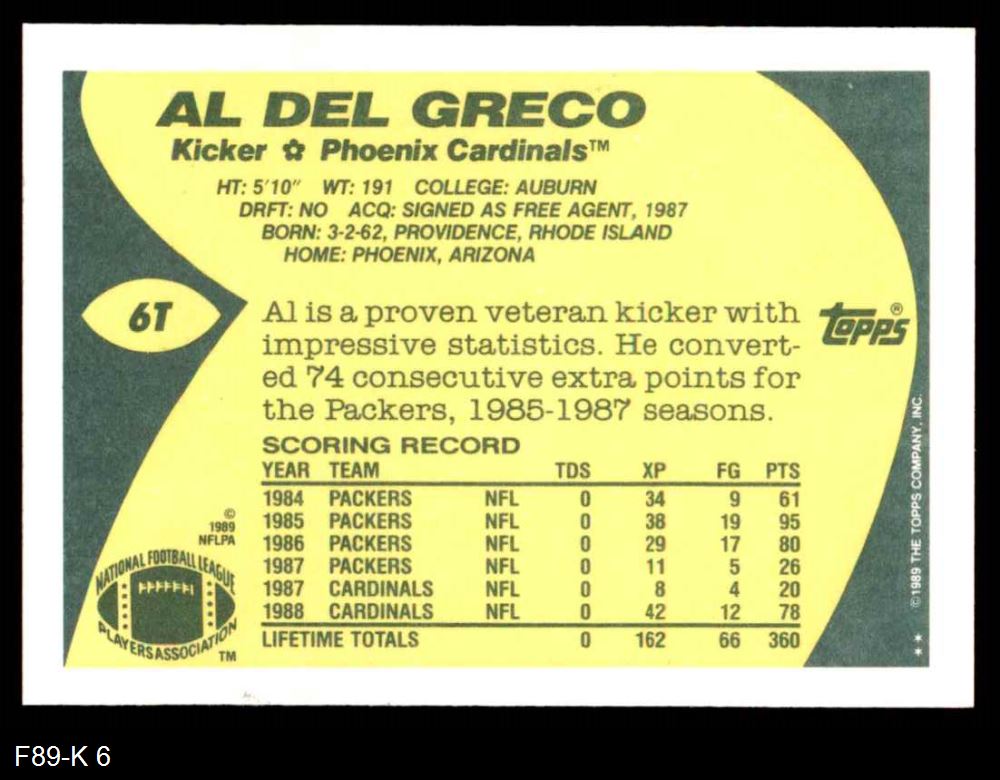 AL DEL GRECO
Kicker ✿ Phoenix Cardinals™
HT: 5'10" WT: 191 COLLEGE: AUBURN
DRFT: NO ACQ: SIGNED AS FREE AGENT, 1987
BORN: 3-2-62, PROVIDENCE, RHODE ISLAND
HOME: PHOENIX, ARIZONA
6T
Al is a proven veteran kicker with
impressive statistics. He convert-
ed 74 consecutive extra points for
the Packers, 1985-1987 seasons.
topps®
SCORING RECORD
YEAR TEAM TDS XP FG PTS
1984 PACKERS NFL 0 34 9 61
1985 PACKERS NFL 0 38 19 95
1986 PACKERS NFL 0 29 17 80
1987 PACKERS NFL 0 11 5 26
1987 CARDINALS NFL 0 8 4 20
1988 CARDINALS NFL 0 42 12 78
LIFETIME TOTALS 0 162 66 360
©
1989
NFLPA
NATIONAL FOOTBALL LEAGUE
PLAYERS ASSOCIATION
TM
©1989 THE TOPPS COMPANY, INC.
**
F89-K 6